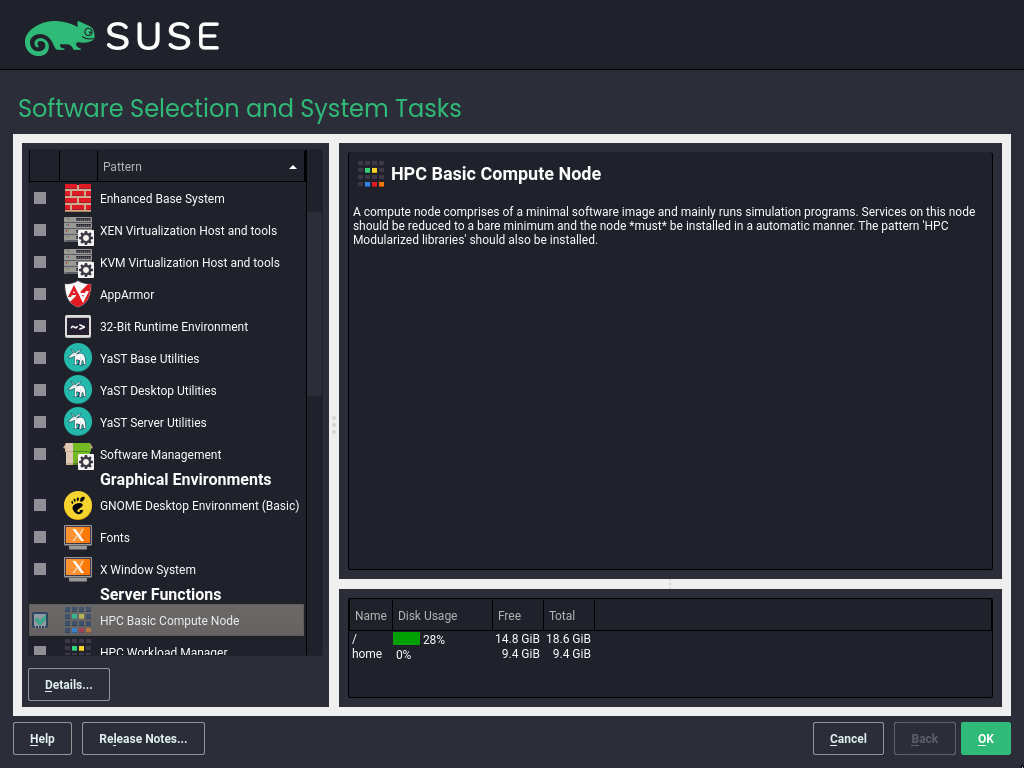 SUSE
Software Selection and System Tasks
Pattern
Enhanced Base System
XEN Virtualization Host and tools
KVM Virtualization Host and tools
AppArmor
32-Bit Runtime Environment
YaST Base Utilities
YaST Desktop Utilities
YaST Server Utilities
Software Management
Graphical Environments
GNOME Desktop Environment (Basic)
Fonts
X Window System
Server Functions
HPC Basic Compute Node
HPC Workload Manager
Details...
HPC Basic Compute Node
A compute node comprises of a minimal software image and mainly runs simulation programs. Services on this node
should be reduced to a bare minimum and the node *must* be installed in a automatic manner. The pattern 'HPC
Modularized libraries' should also be installed.
Name Disk Usage Free Total
/ 28% 14.8 GiB 18.6 GiB
home 0% 9.4 GiB 9.4 GiB
Help Release Notes... Cancel Back OK